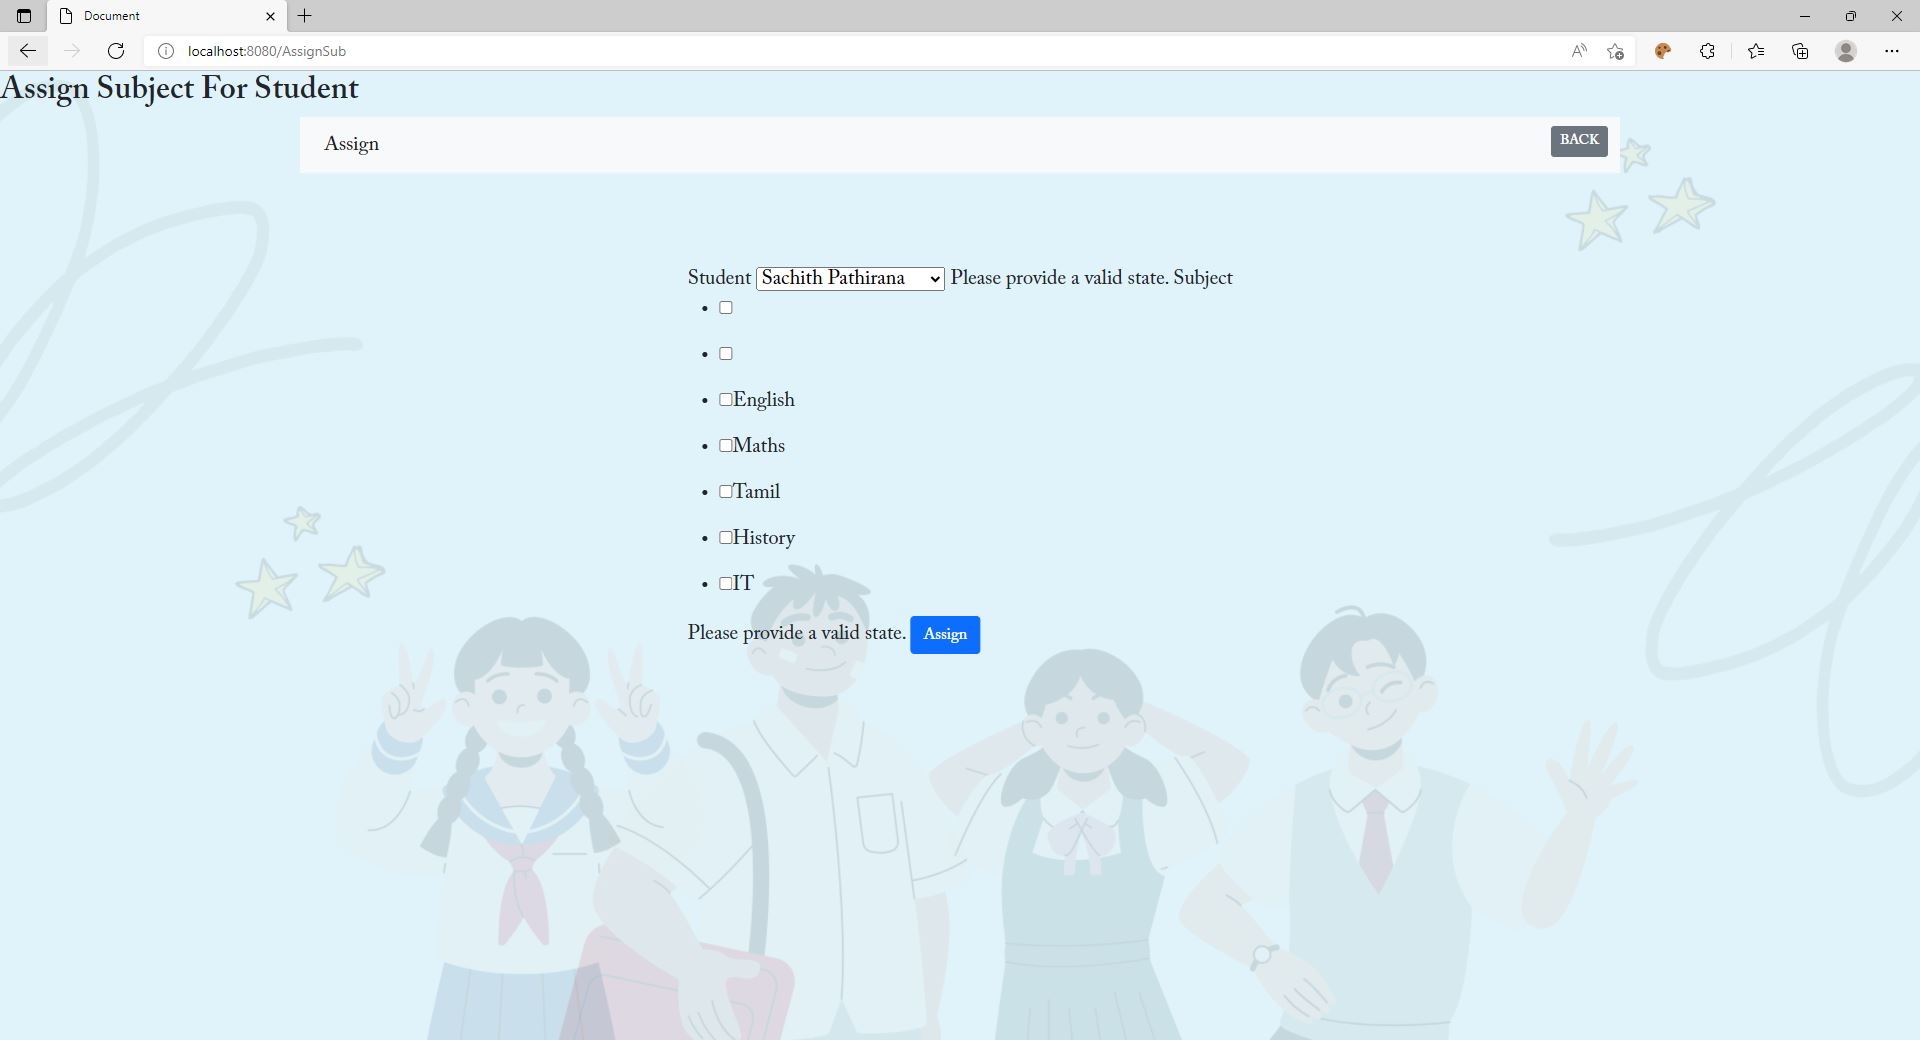 Document
localhost:8080/AssignSub
Assign Subject For Student
Assign BACK
Student Sachith Pathirana Please provide a valid state. Subject
English
Maths
Tamil
History
IT
Please provide a valid state. Assign